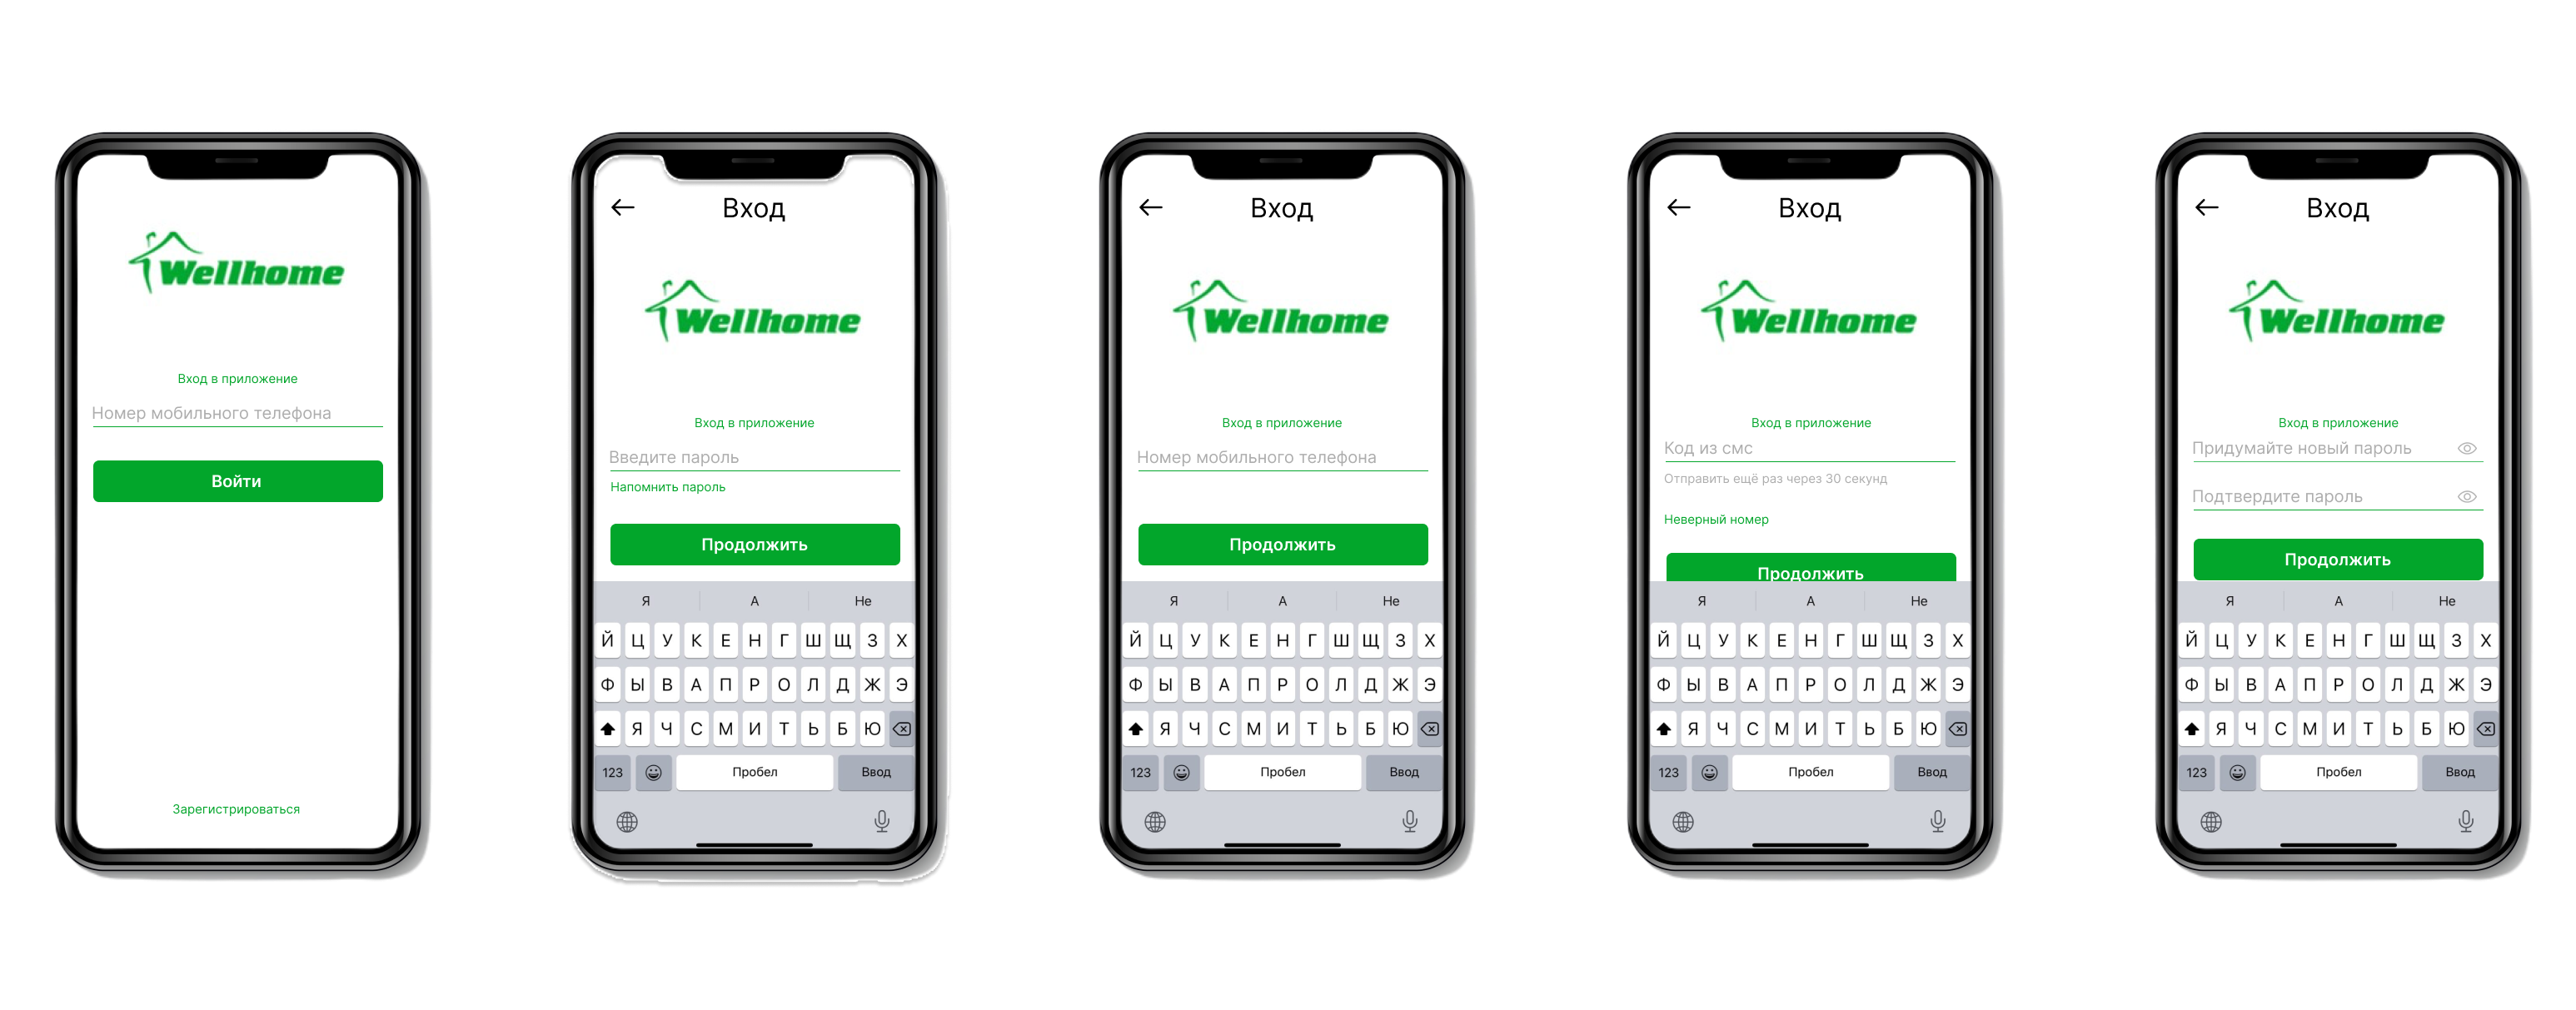 Wellhome
Вход в приложение
Номер мобильного телефона
Войти
Зарегистрироваться
Вход
Wellhome
Вход в приложение
Введите пароль
Напомнить пароль
Продолжить
Я А Не
Й Ц У К Е Н Г Ш Щ З Х
Ф Ы В А П Р О Л Д Ж Э
Я Ч С М И Т Ь Б Ю
123 Пробел Ввод
Вход
Wellhome
Вход в приложение
Номер мобильного телефона
Продолжить
Я А Не
Й Ц У К Е Н Г Ш Щ З Х
Ф Ы В А П Р О Л Д Ж Э
Я Ч С М И Т Ь Б Ю
123 Пробел Ввод
Вход
Wellhome
Вход в приложение
Код из смс
Отправить ещё раз через 30 секунд
Неверный номер
Продолжить
Я А Не
Й Ц У К Е Н Г Ш Щ З Х
Ф Ы В А П Р О Л Д Ж Э
Я Ч С М И Т Ь Б Ю
123 Пробел Ввод
Вход
Wellhome
Вход в приложение
Придумайте новый пароль
Подтвердите пароль
Продолжить
Я А Не
Й Ц У К Е Н Г Ш Щ З Х
Ф Ы В А П Р О Л Д Ж Э
Я Ч С М И Т Ь Б Ю
123 Пробел Ввод